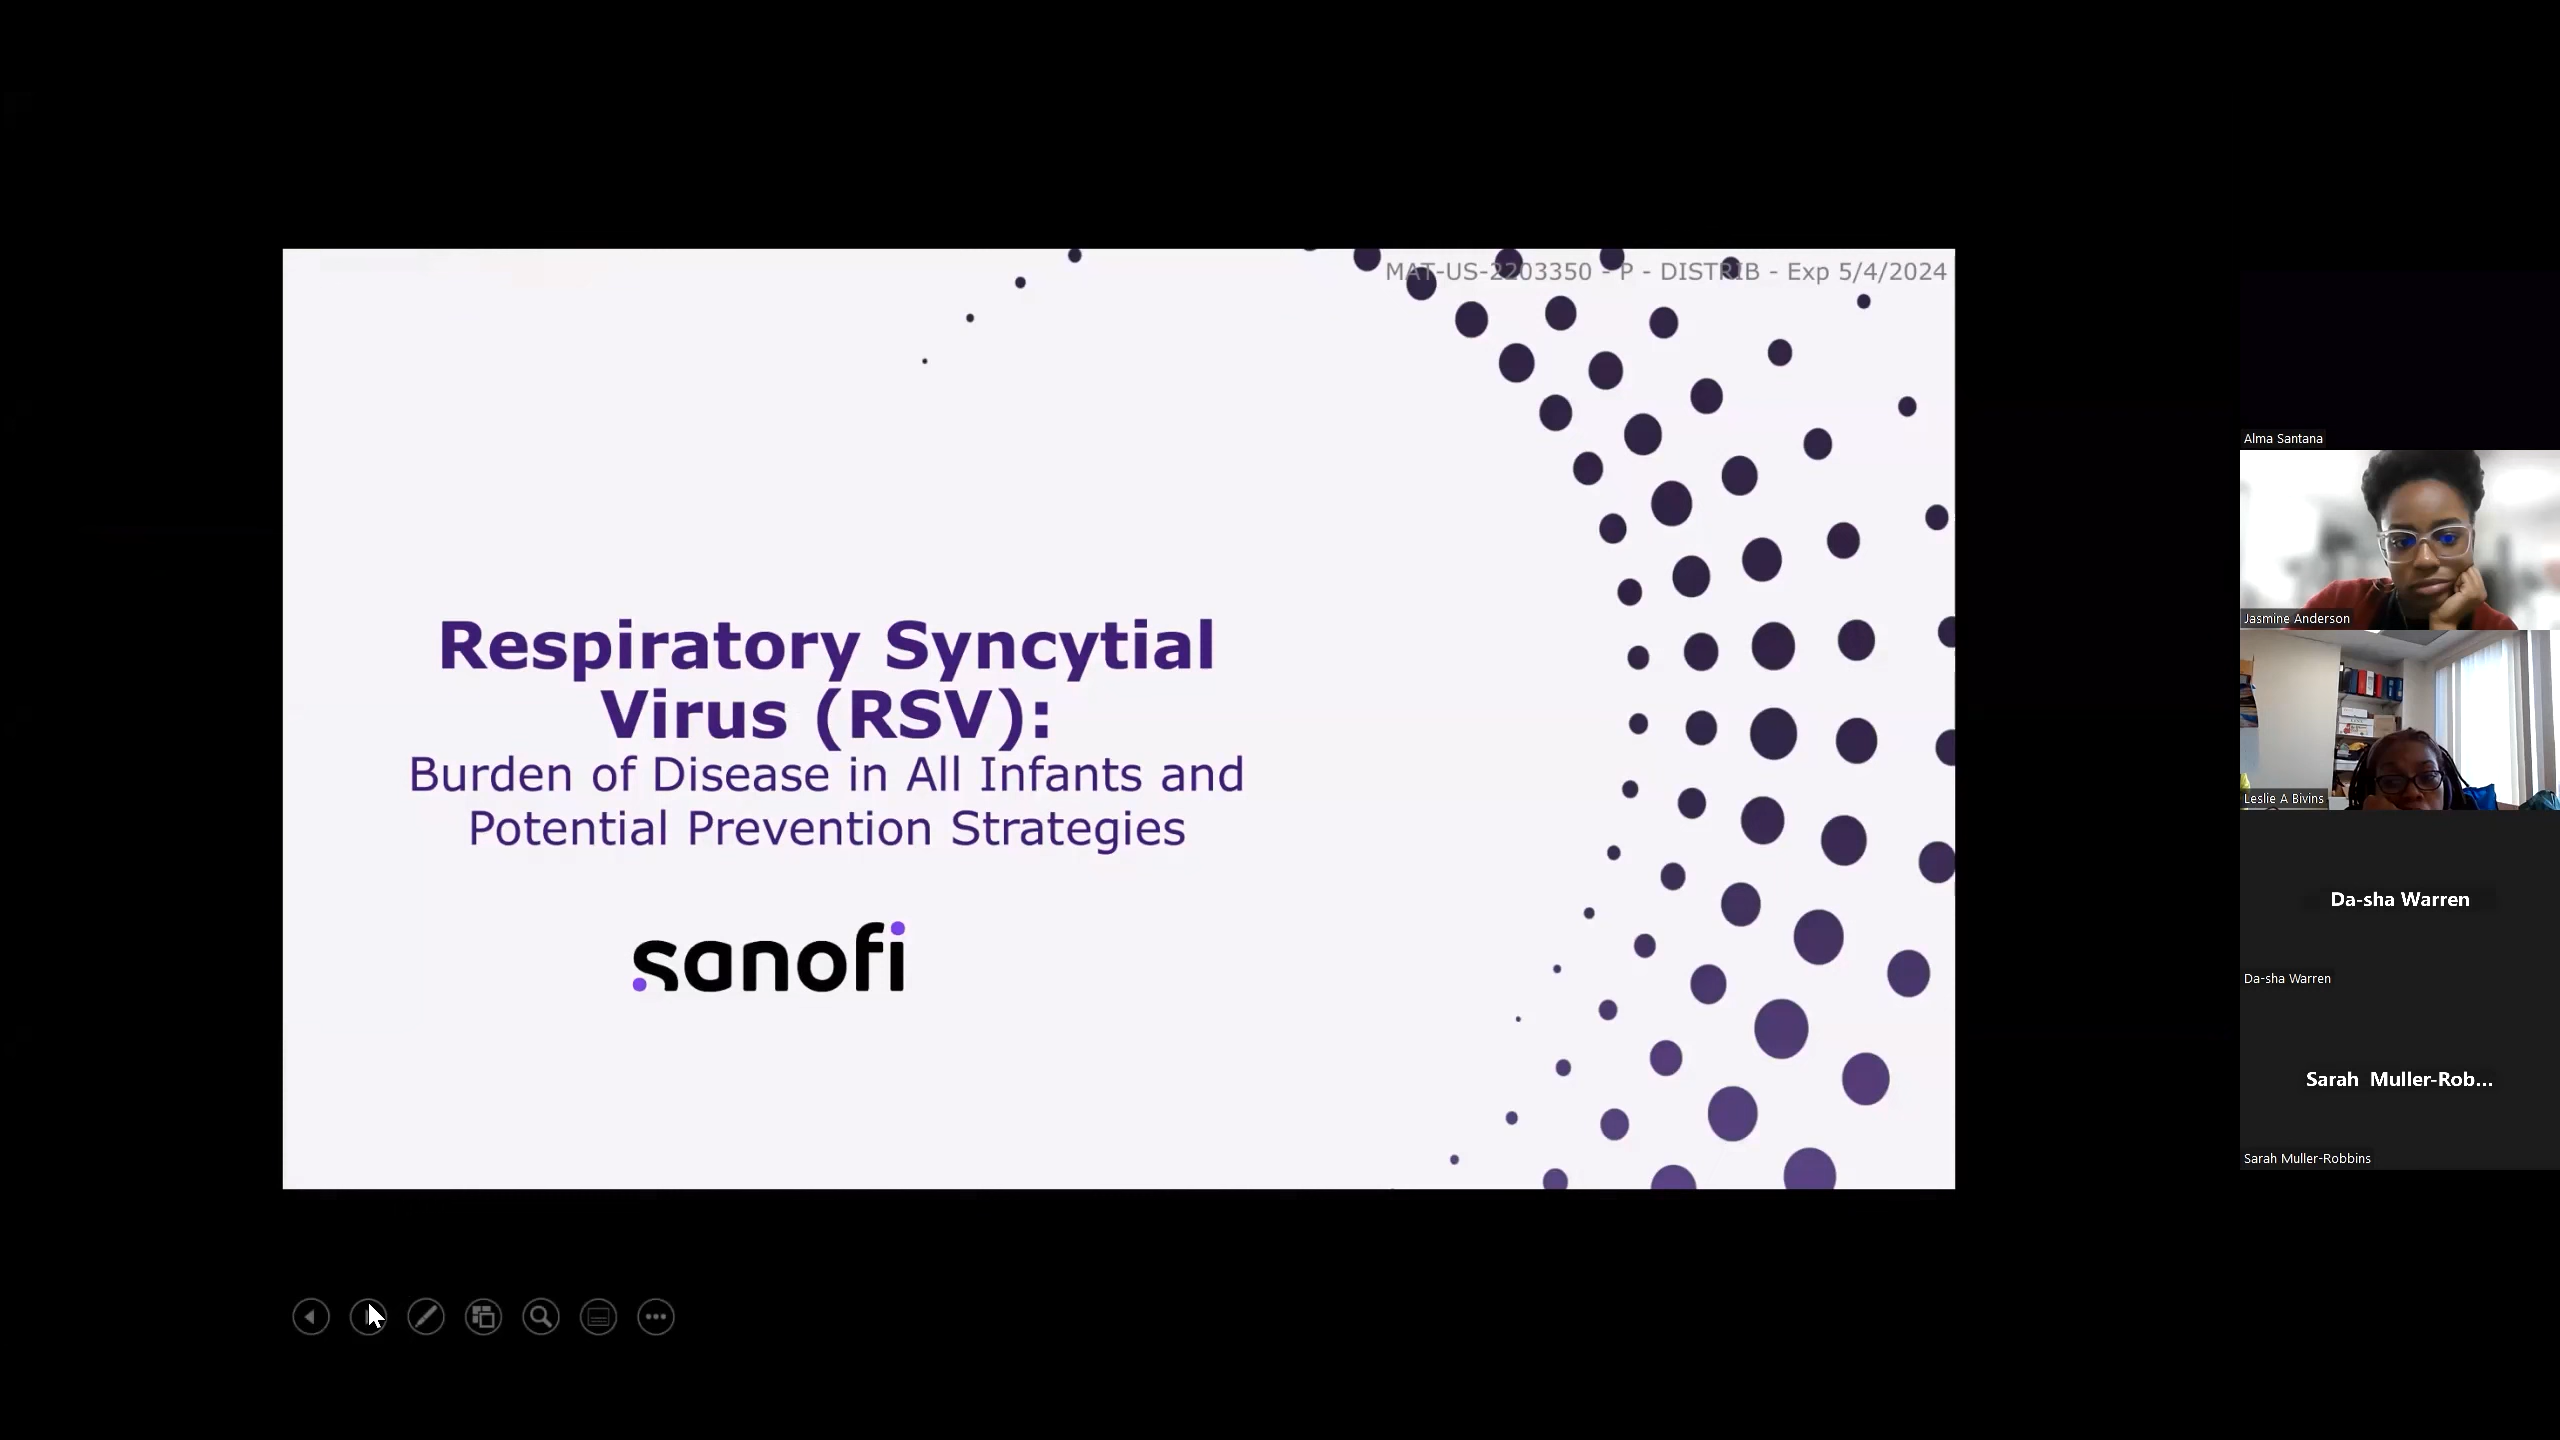 MAT-US-2203350 - P - DISTRIB - Exp 5/4/2024
Respiratory Syncytial
Virus (RSV):
Burden of Disease in All Infants and
Potential Prevention Strategies
sanofi
Alma Santana
Jasmine Anderson
Leslie A Bivins
Da-sha Warren
Da-sha Warren
Sarah Muller-Rob...
Sarah Muller-Robbins